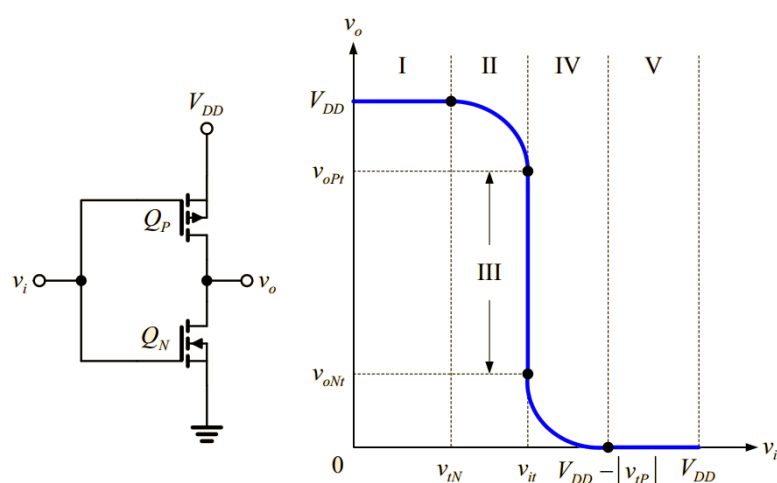 V_DD
Q_P
v_i
v_o
Q_N
v_o
I II IV V
V_DD
v_oPt
III
v_oNt
0 v_tN v_it V_DD − |v_tP| V_DD v_i